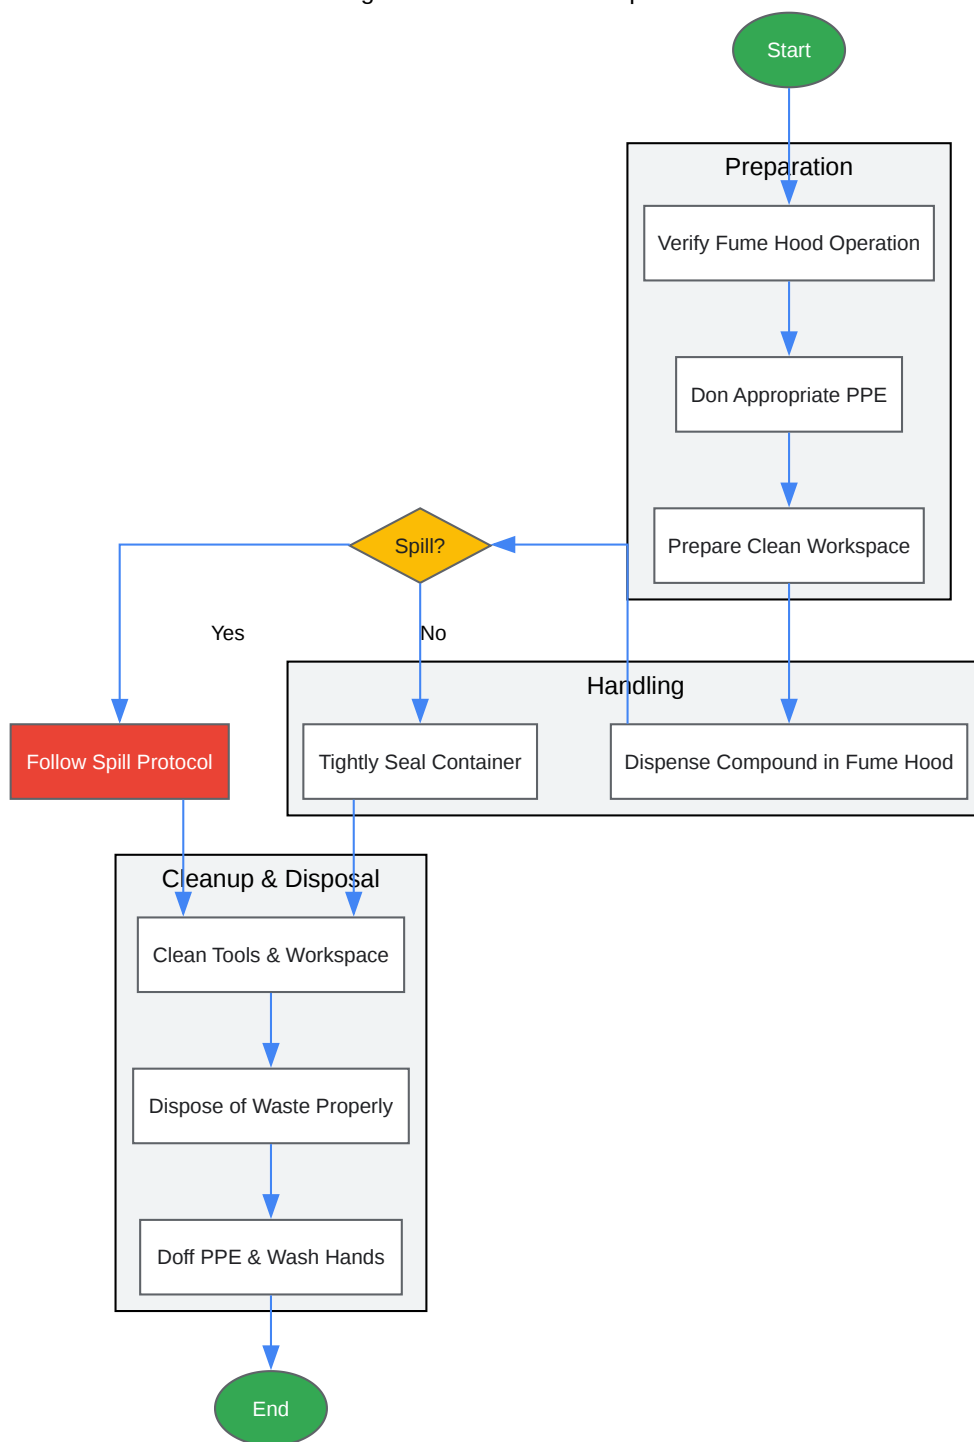 Start
Preparation
Verify Fume Hood Operation
Don Appropriate PPE
Prepare Clean Workspace
Spill?
Yes
No
Handling
Follow Spill Protocol
Tightly Seal Container
Dispense Compound in Fume Hood
Cleanup & Disposal
Clean Tools & Workspace
Dispose of Waste Properly
Doff PPE & Wash Hands
End